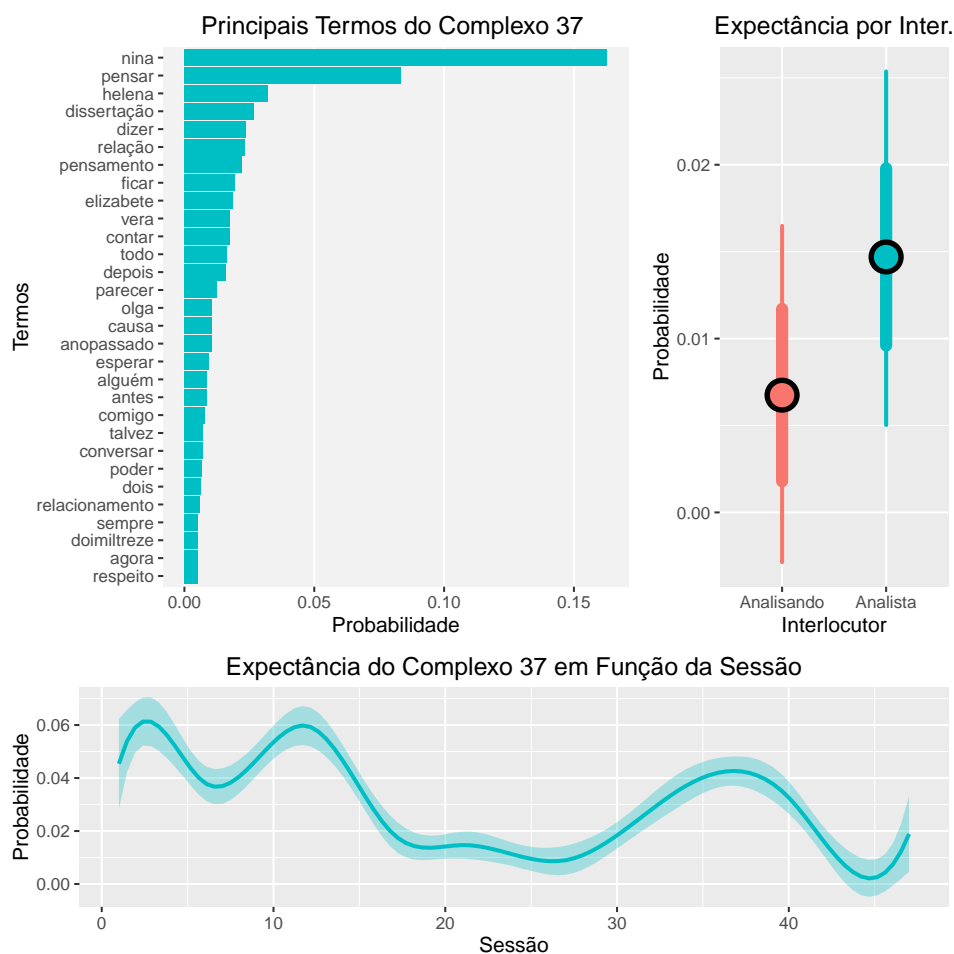 Principais Termos do Complexo 37
Termos
nina
pensar
helena
dissertação
dizer
relação
pensamento
ficar
elizabete
vera
contar
todo
depois
parecer
olga
causa
anopassado
esperar
alguém
antes
comigo
talvez
conversar
poder
dois
relacionamento
sempre
doimiltreze
agora
respeito
0.00 0.05 0.10 0.15
Probabilidade
Expectância por Inter.
Probabilidade
0.02
0.01
0.00
Analisando Analista
Interlocutor
Expectância do Complexo 37 em Função da Sessão
Probabilidade
0.06
0.04
0.02
0.00
0 10 20 30 40
Sessão